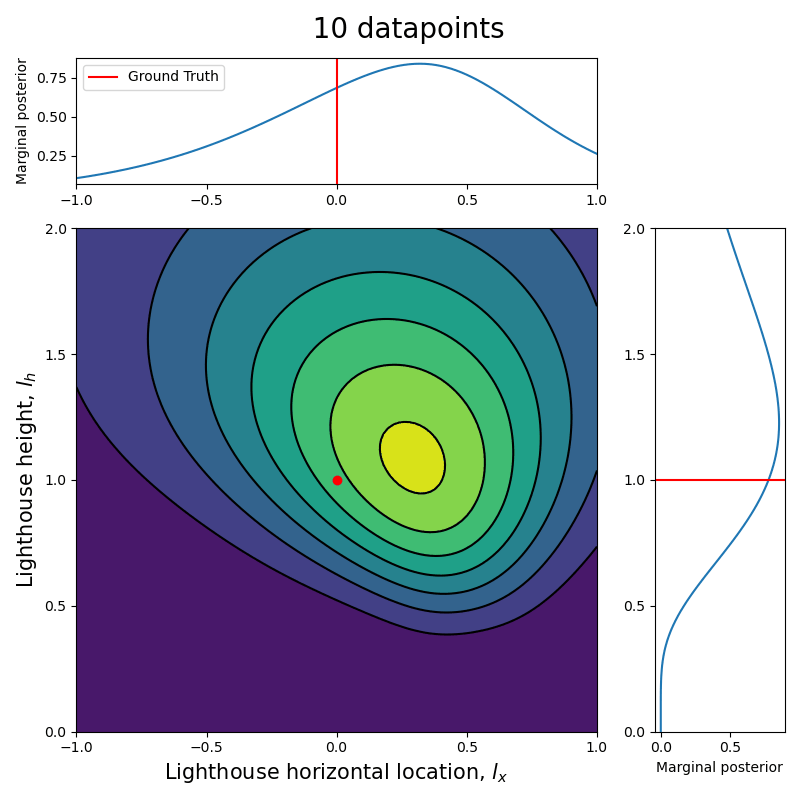 10 datapoints
Marginal posterior
0.75
0.50
0.25
Ground Truth
−1.0 −0.5 0.0 0.5 1.0
Lighthouse height, l_h
2.0
1.5
1.0
0.5
0.0
−1.0 −0.5 0.0 0.5 1.0
Lighthouse horizontal location, l_x
2.0
1.5
1.0
0.5
0.0
0.0 0.5
Marginal posterior